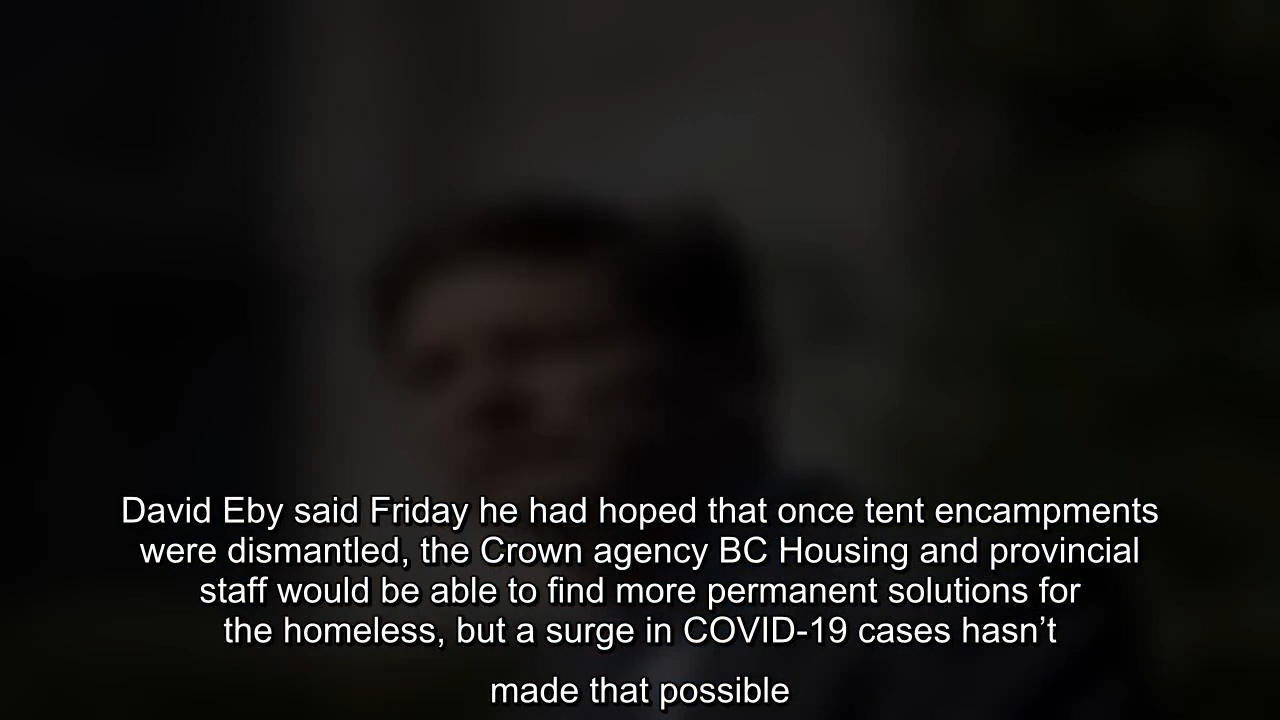 David Eby said Friday he had hoped that once tent encampments
were dismantled, the Crown agency BC Housing and provincial
staff would be able to find more permanent solutions for
the homeless, but a surge in COVID-19 cases hasn’t
made that possible